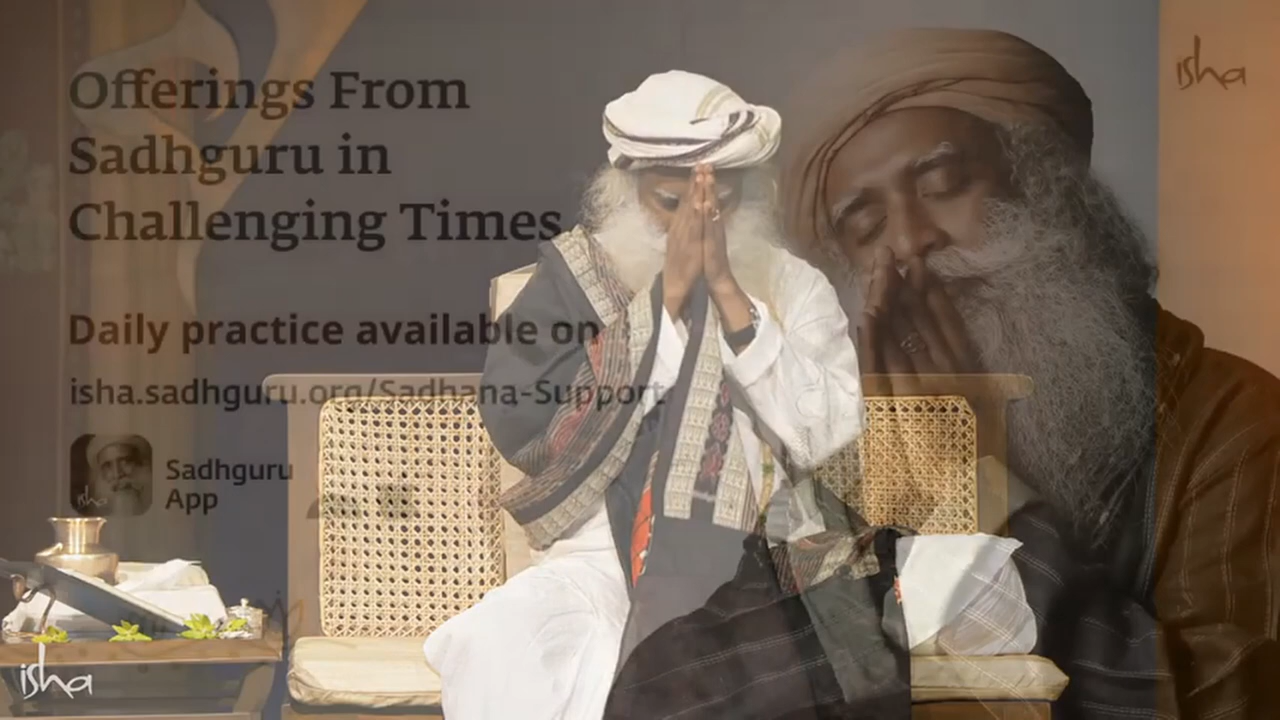 Offerings From
Sadhguru in
Challenging Times
Daily practice available on
isha.sadhguru.org/Sadhana-Support
isha
Sadhguru
App
isha
isha